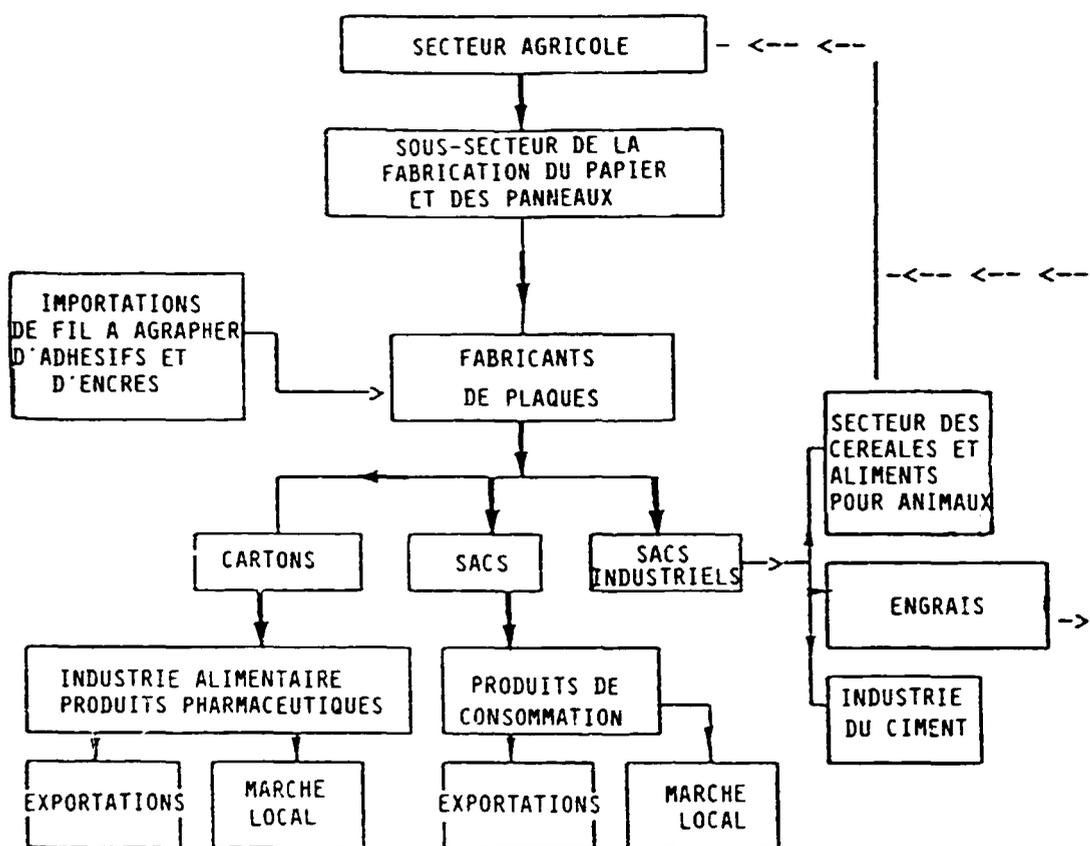 SECTEUR AGRICOLE
SOUS-SECTEUR DE LA
FABRICATION DU PAPIER
ET DES PANNEAUX
IMPORTATIONS
DE FIL A AGRAPHER
D'ADHESIFS ET
D'ENCRES
FABRICANTS
DE PLAQUES
SECTEUR DES
CEREALES ET
ALIMENTS
POUR ANIMAUX
CARTONS
SACS
SACS
INDUSTRIELS
ENGRAIS
INDUSTRIE ALIMENTAIRE
PRODUITS PHARMACEUTIQUES
PRODUITS DE
CONSOMMATION
INDUSTRIE
DU CIMENT
EXPORTATIONS
MARCHE
LOCAL
EXPORTATIONS
MARCHE
LOCAL